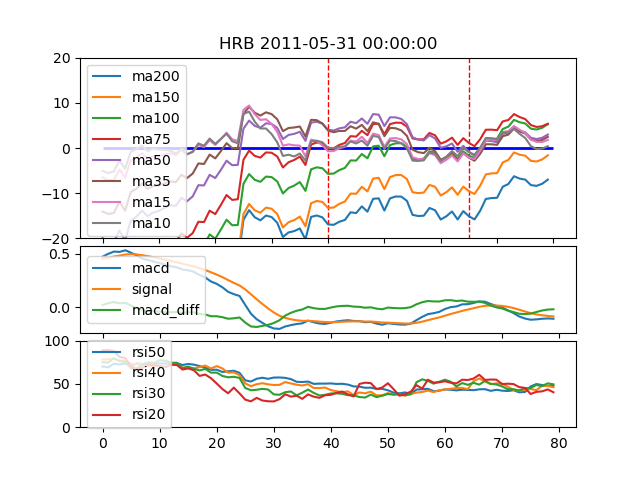 HRB 2011-05-31 00:00:00
20
10
0
−10
−20
ma200
ma150
ma100
ma75
ma50
ma35
ma15
ma10
0.5
0.0
macd
signal
macd_diff
100
50
0
rsi50
rsi40
rsi30
rsi20
0 10 20 30 40 50 60 70 80